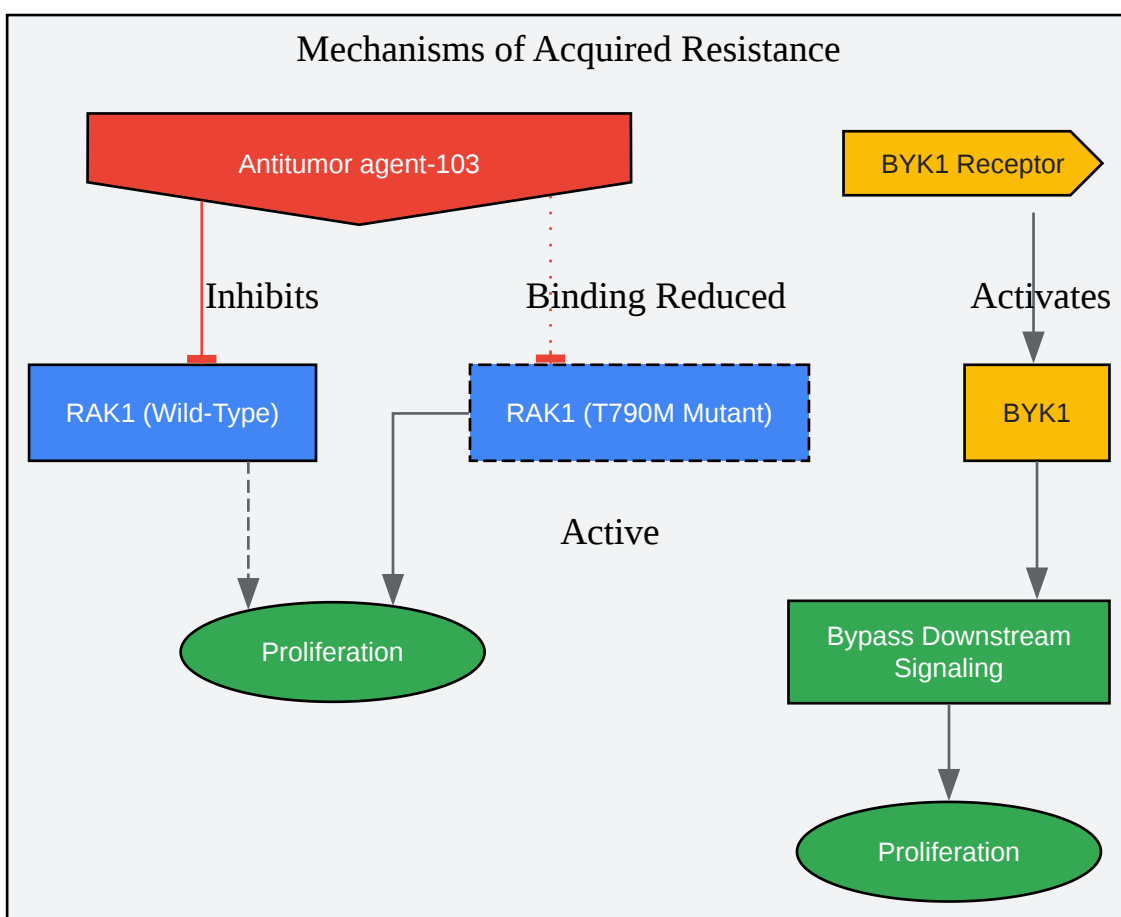 Mechanisms of Acquired Resistance
Antitumor agent-103
BYK1 Receptor
Inhibits
Binding Reduced
Activates
RAK1 (Wild-Type)
RAK1 (T790M Mutant)
BYK1
Active
Proliferation
Bypass Downstream
Signaling
Proliferation